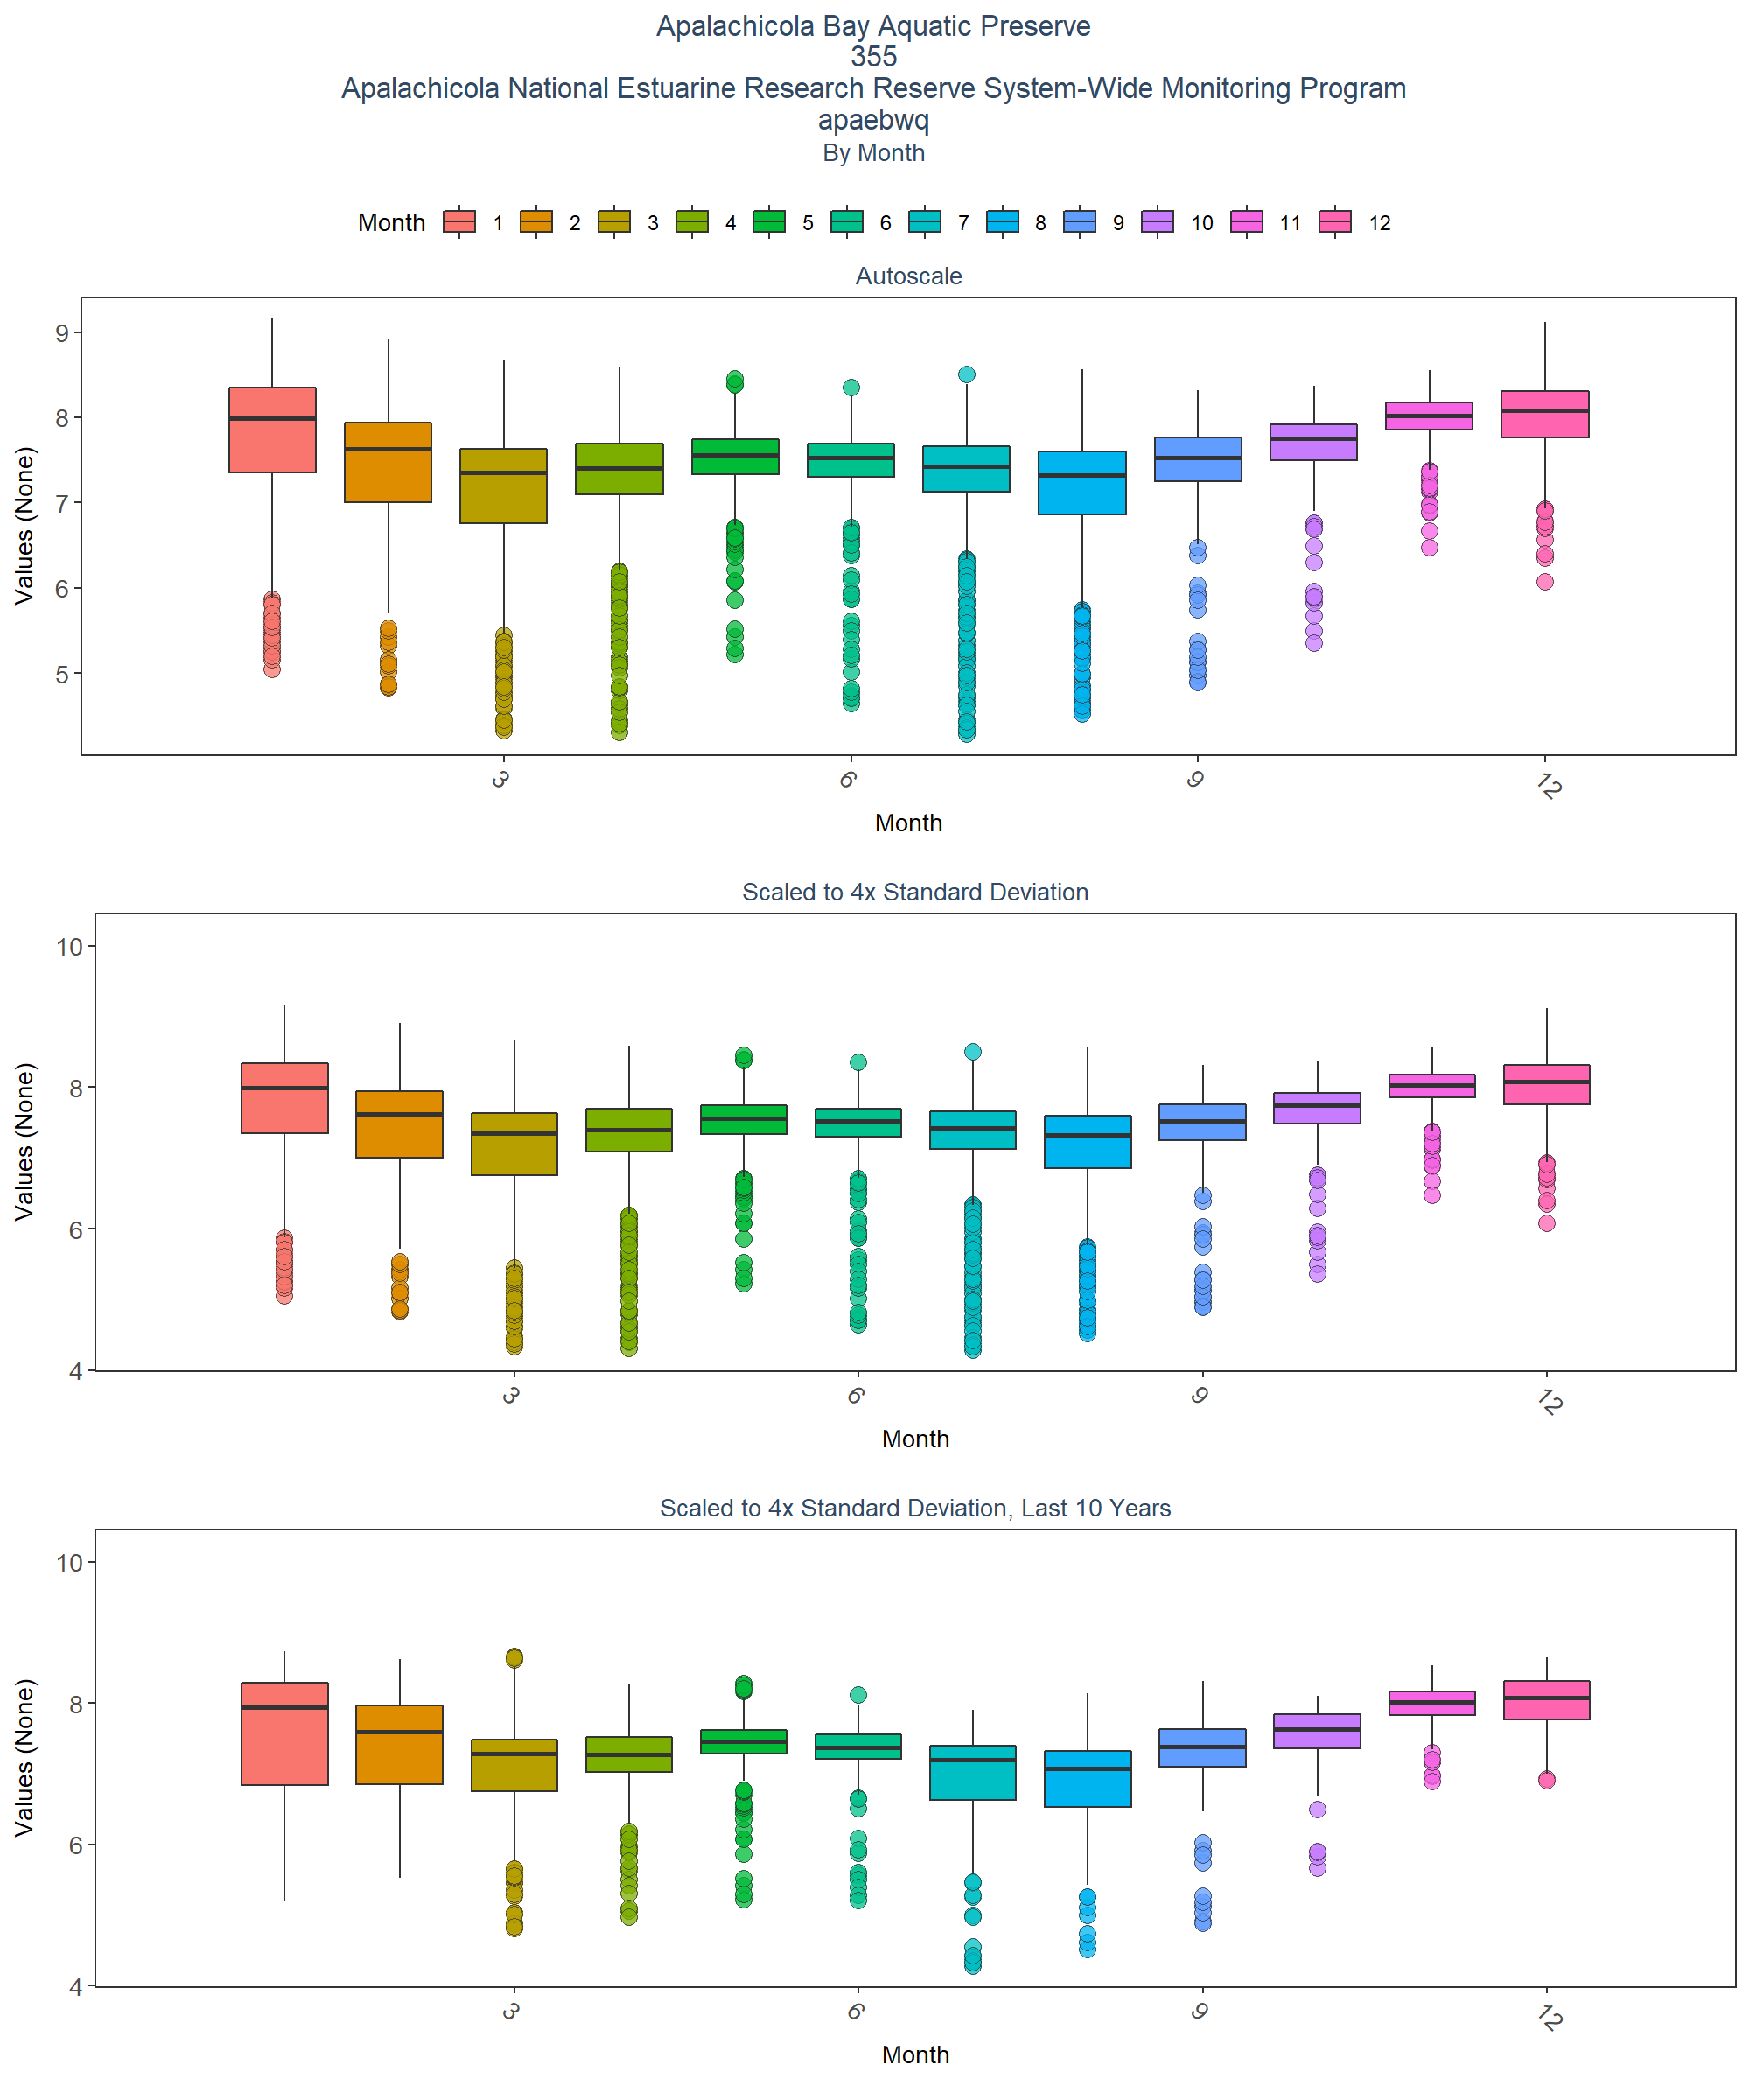 Apalachicola Bay Aquatic Preserve
355
Apalachicola National Estuarine Research Reserve System-Wide Monitoring Program
apaebwq
By Month
Month 1 2 3 4 5 6 7 8 9 10 11 12
Autoscale
Values (None)
9
8
7
6
5
3 6 9 12
Month
Scaled to 4x Standard Deviation
Values (None)
10
8
6
4
3 6 9 12
Month
Scaled to 4x Standard Deviation, Last 10 Years
Values (None)
10
8
6
4
3 6 9 12
Month